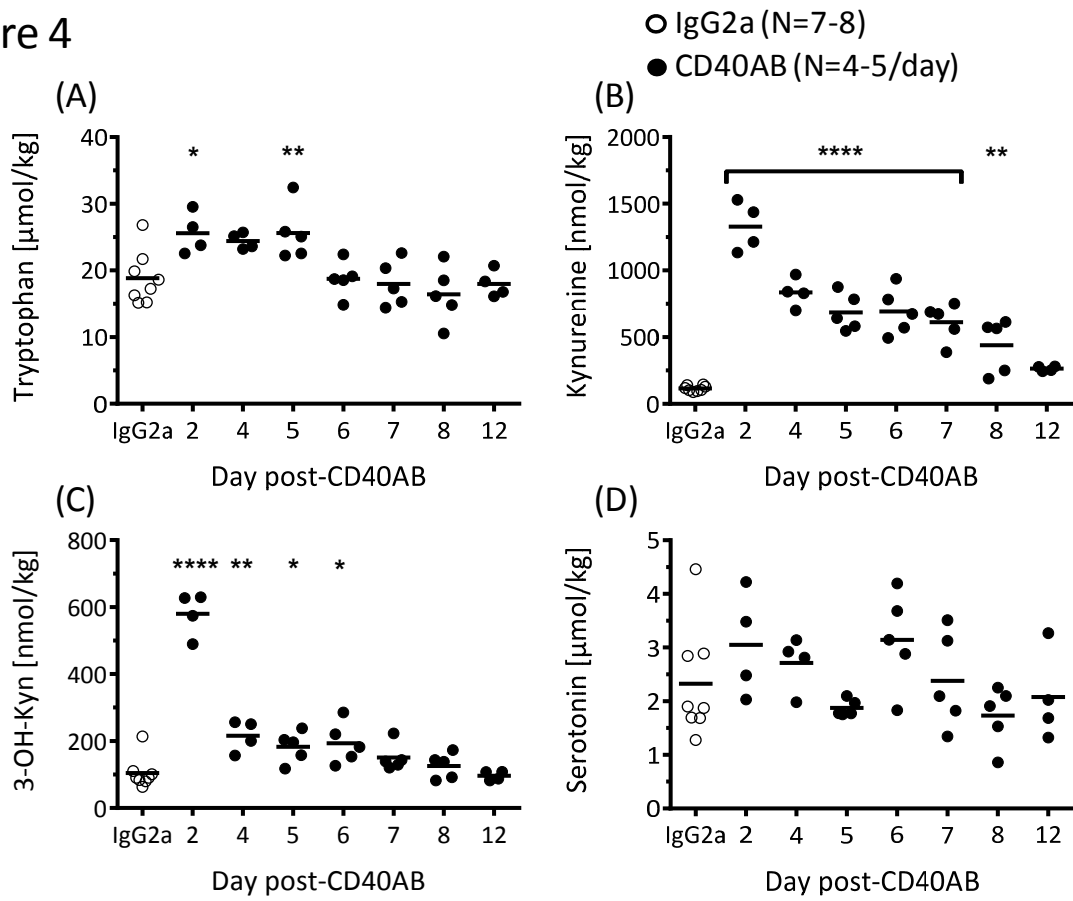 re 4
IgG2a (N=7-8)
CD40AB (N=4-5/day)
(A)
Tryptophan [µmol/kg]
40
30
20
10
0
* **
IgG2a 2 4 5 6 7 8 12
Day post-CD40AB
(B)
Kynurenine [nmol/kg]
2000
1500
1000
500
0
**** **
IgG2a 2 4 5 6 7 8 12
Day post-CD40AB
(C)
3-OH-Kyn [nmol/kg]
800
600
400
200
0
**** ** * *
IgG2a 2 4 5 6 7 8 12
Day post-CD40AB
(D)
Serotonin [µmol/kg]
5
4
3
2
1
0
IgG2a 2 4 5 6 7 8 12
Day post-CD40AB